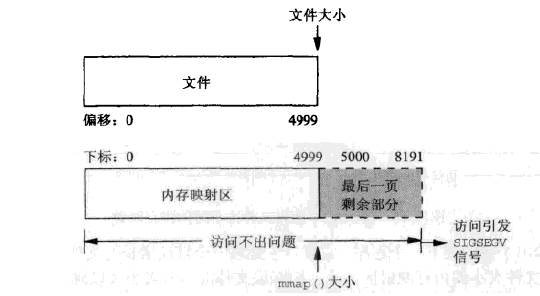 文件大小
文件
偏移：0 4999
下标：0 4999 5000 8191
内存映射区
最后一页
剩余部分
访问不出问题
访问引发
SIGSEGV
信号
mmap()大小